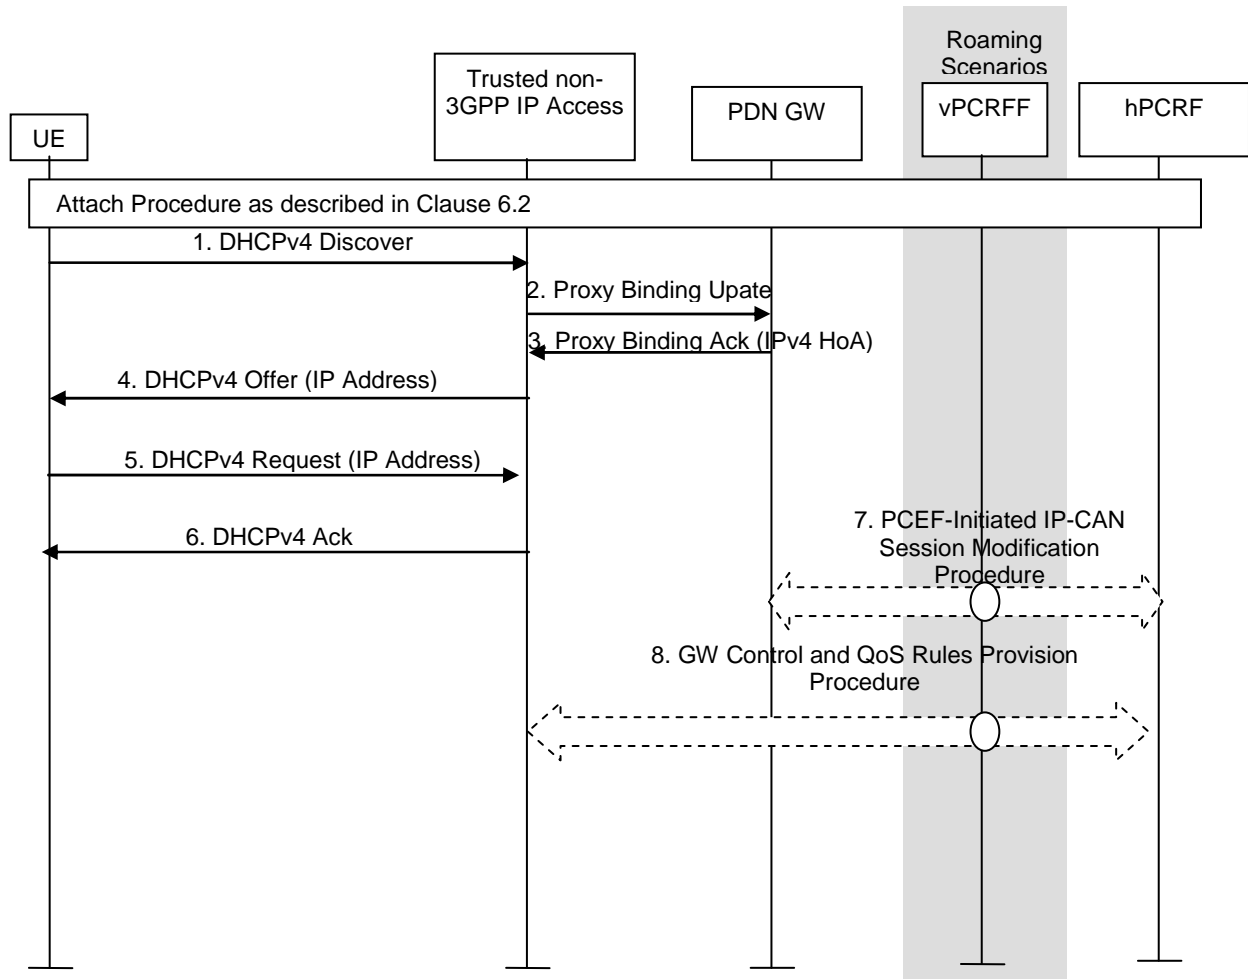 Roaming
Scenarios
Trusted non-
3GPP IP Access
PDN GW
vPCRFF
hPCRF
UE
Attach Procedure as described in Clause 6.2
1. DHCPv4 Discover
2. Proxy Binding Upate
3. Proxy Binding Ack (IPv4 HoA)
4. DHCPv4 Offer (IP Address)
5. DHCPv4 Request (IP Address)
6. DHCPv4 Ack
7. PCEF-Initiated IP-CAN
Session Modification
Procedure
8. GW Control and QoS Rules Provision
Procedure